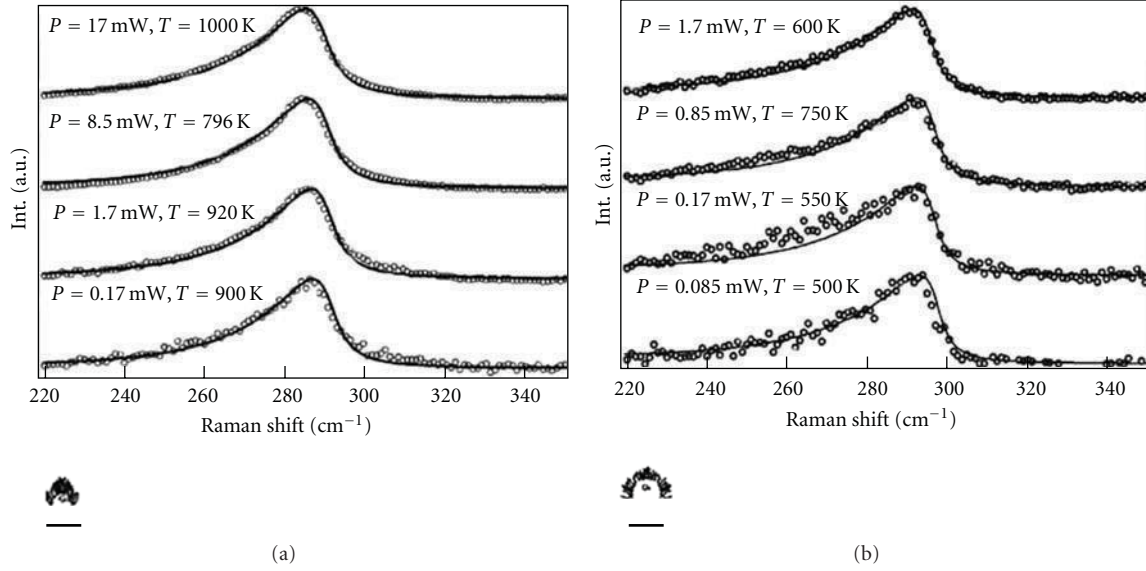 P = 17 mW, T = 1000 K
P = 8.5 mW, T = 796 K
P = 1.7 mW, T = 920 K
P = 0.17 mW, T = 900 K
Int. (a.u.)
220 240 260 280 300 320 340
Raman shift (cm⁻¹)
(a)
P = 1.7 mW, T = 600 K
P = 0.85 mW, T = 750 K
P = 0.17 mW, T = 550 K
P = 0.085 mW, T = 500 K
Int. (a.u.)
220 240 260 280 300 320 340
Raman shift (cm⁻¹)
(b)